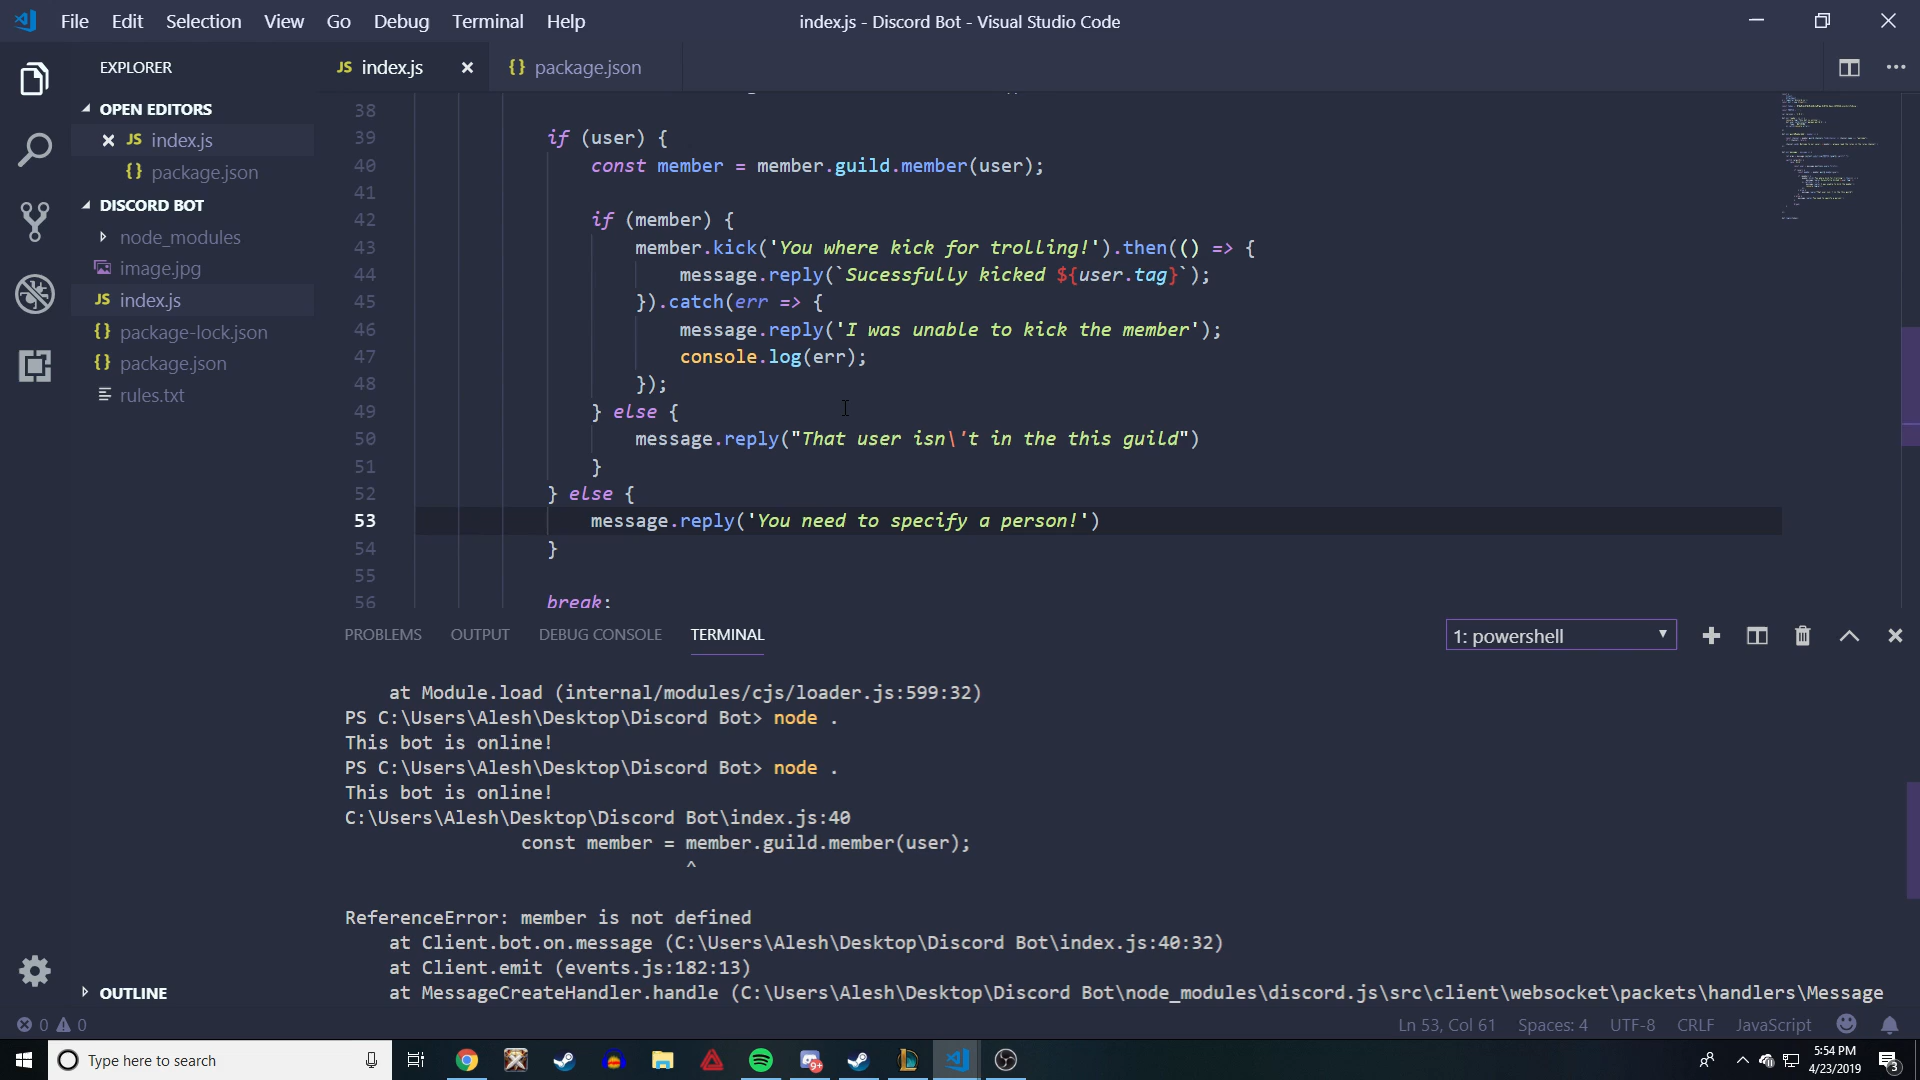 File Edit Selection View Go Debug Terminal Help
index.js - Discord Bot - Visual Studio Code
EXPLORER
JS index.js
{} package.json
OPEN EDITORS
JS index.js
{} package.json
DISCORD BOT
node_modules
image.jpg
JS index.js
{} package-lock.json
{} package.json
rules.txt
OUTLINE
38
39 if (user) {
40 const member = member.guild.member(user);
41
42 if (member) {
43 member.kick('You where kick for trolling!').then(() => {
44 message.reply(`Sucessfully kicked ${user.tag}`);
45 }).catch(err => {
46 message.reply('I was unable to kick the member');
47 console.log(err);
48 });
49 } else {
50 message.reply("That user isn\'t in the this guild")
51 }
52 } else {
53 message.reply('You need to specify a person!')
54 }
55
56 break;
PROBLEMS OUTPUT DEBUG CONSOLE TERMINAL
1: powershell
at Module.load (internal/modules/cjs/loader.js:599:32)
PS C:\Users\Alesh\Desktop\Discord Bot> node .
This bot is online!
PS C:\Users\Alesh\Desktop\Discord Bot> node .
This bot is online!
C:\Users\Alesh\Desktop\Discord Bot\index.js:40
const member = member.guild.member(user);
^
ReferenceError: member is not defined
at Client.bot.on.message (C:\Users\Alesh\Desktop\Discord Bot\index.js:40:32)
at Client.emit (events.js:182:13)
at MessageCreateHandler.handle (C:\Users\Alesh\Desktop\Discord Bot\node_modules\discord.js\src\client\websocket\packets\handlers\Message
0 0
Ln 53, Col 61 Spaces: 4 UTF-8 CRLF JavaScript
Type here to search
9+
5:54 PM
4/23/2019
3